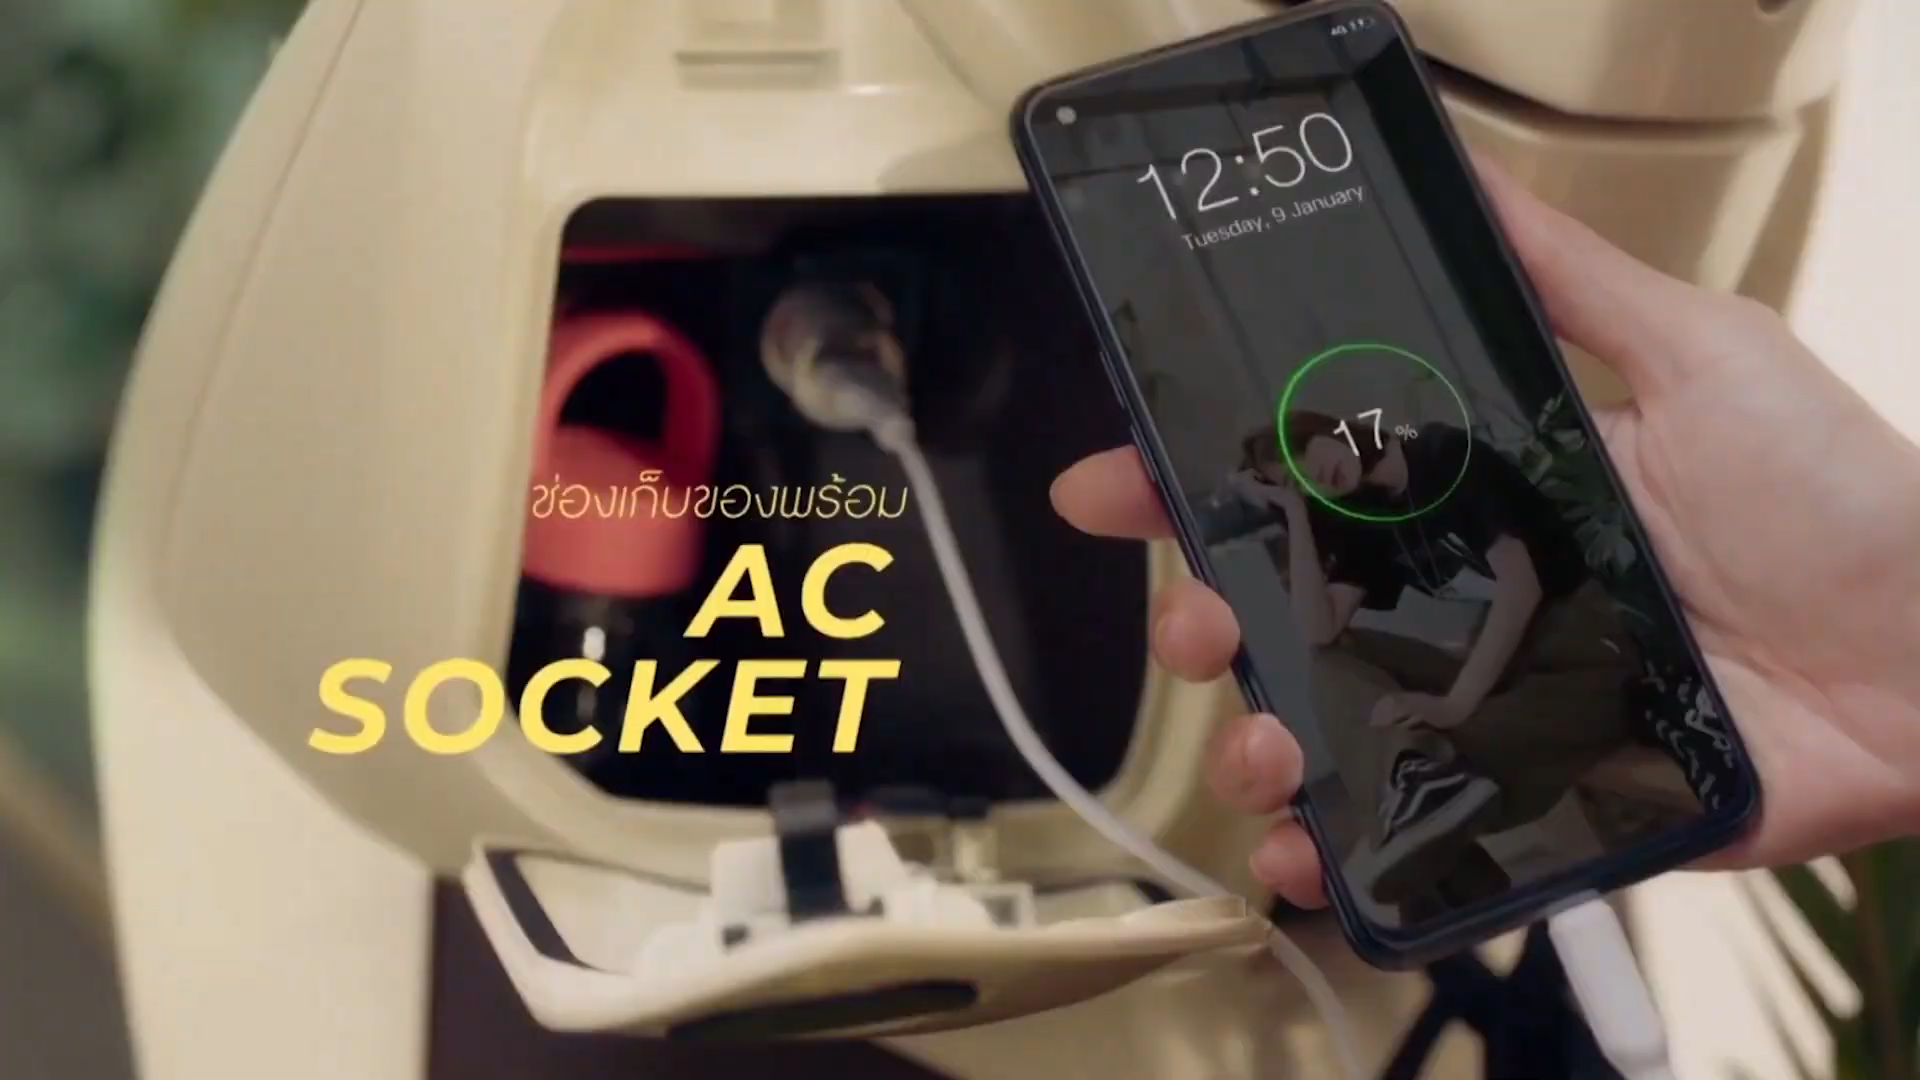 4G
12:50
Tuesday, 9 January
17 %
ช่องเก็บของพร้อม
AC
SOCKET